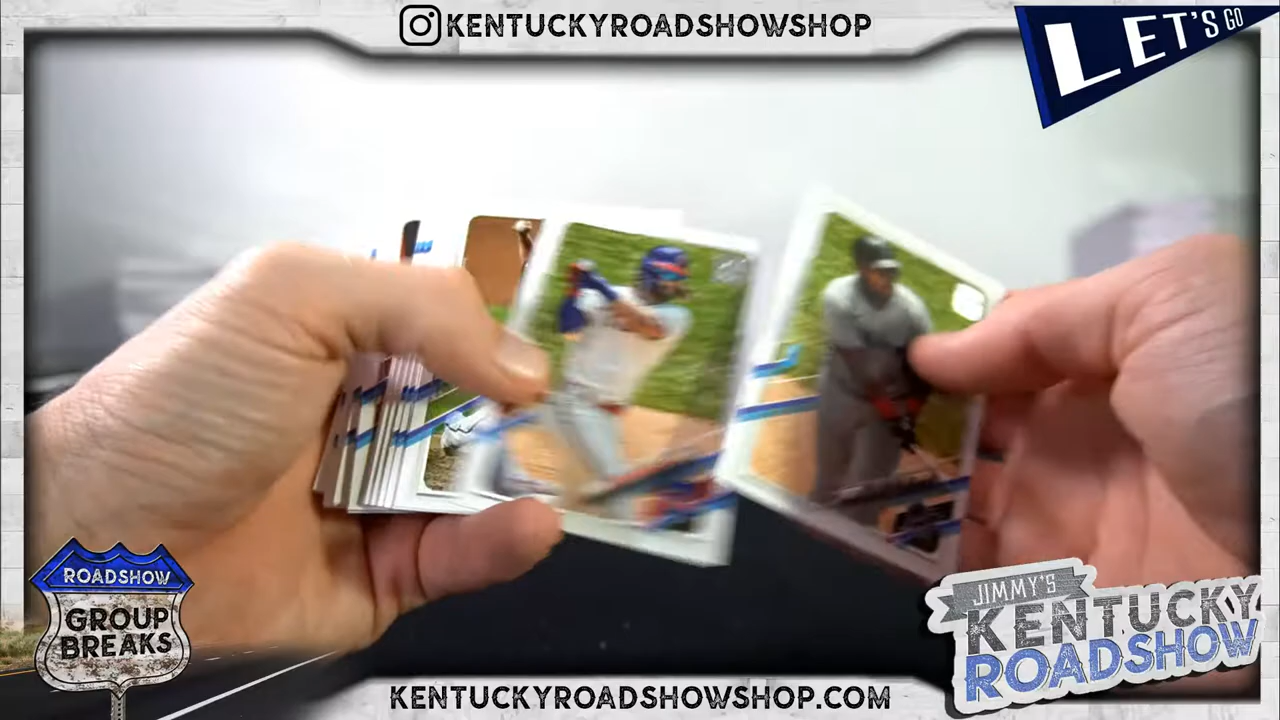 KENTUCKYROADSHOWSHOP
LET'S GO
ROADSHOW
GROUP
BREAKS
JIMMY'S
KENTUCKY
ROADSHOW
KENTUCKYROADSHOWSHOP.COM